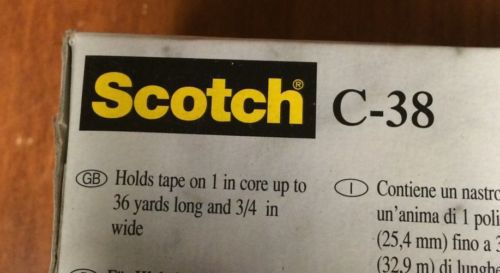 Scotch® C-38
GB Holds tape on 1 in core up to
36 yards long and 3/4 in
wide
I Contiene un nastro
un'anima di 1 poli
(25,4 mm) fino a 3
(32,9 m) di lungh